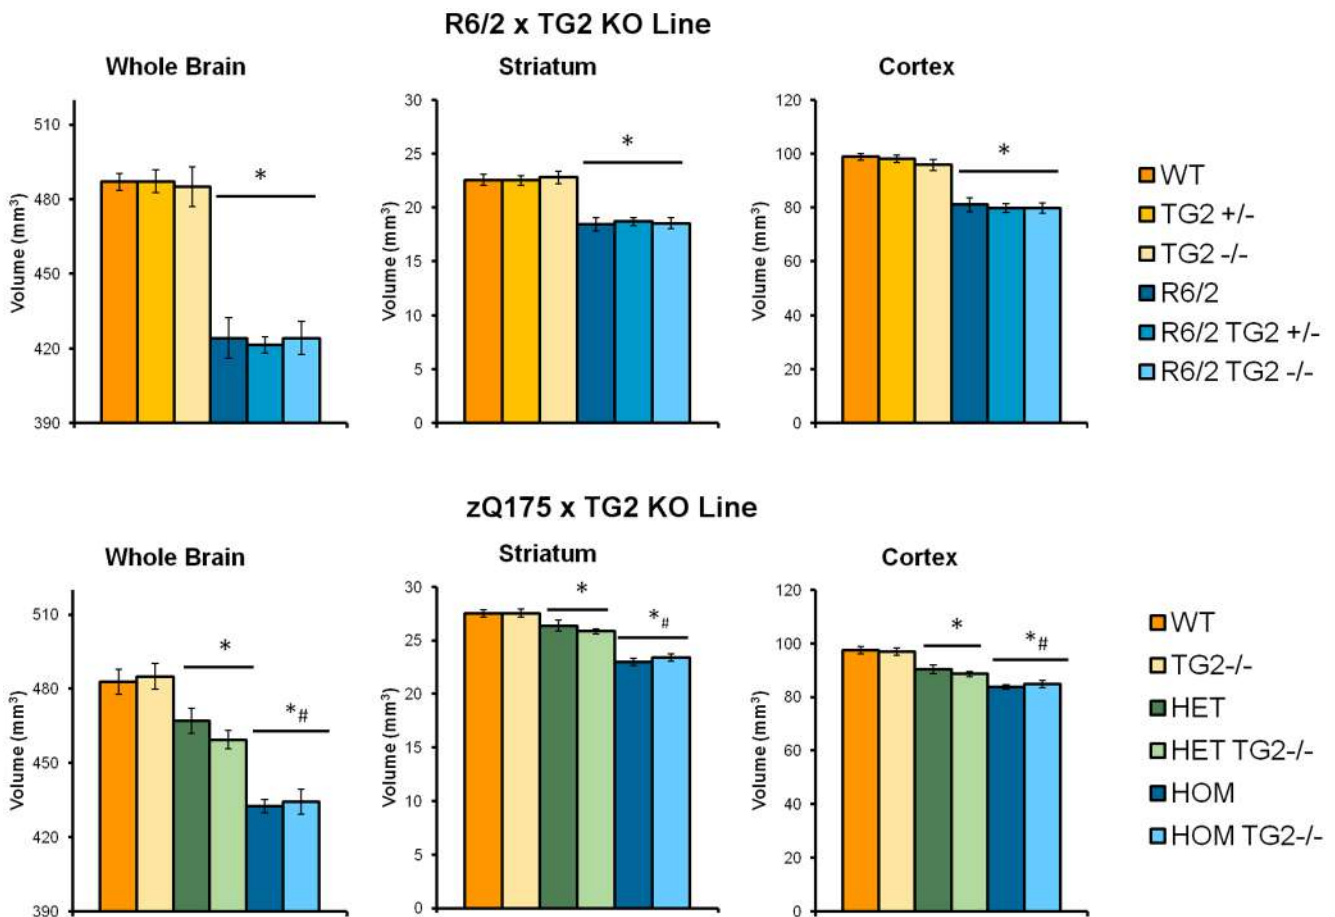 R6/2 x TG2 KO Line
Whole Brain
Striatum
Cortex
Volume (mm³)
510
480
450
420
390
*
Volume (mm³)
30
25
20
15
10
5
0
*
Volume (mm³)
120
100
80
60
40
20
0
*
WT
TG2 +/-
TG2 -/-
R6/2
R6/2 TG2 +/-
R6/2 TG2 -/-
zQ175 x TG2 KO Line
Whole Brain
Striatum
Cortex
Volume (mm³)
510
480
450
420
390
*
*#
Volume (mm³)
30
25
20
15
10
5
0
*
*#
Volume (mm³)
120
100
80
60
40
20
0
*
*#
WT
TG2-/-
HET
HET TG2-/-
HOM
HOM TG2-/-